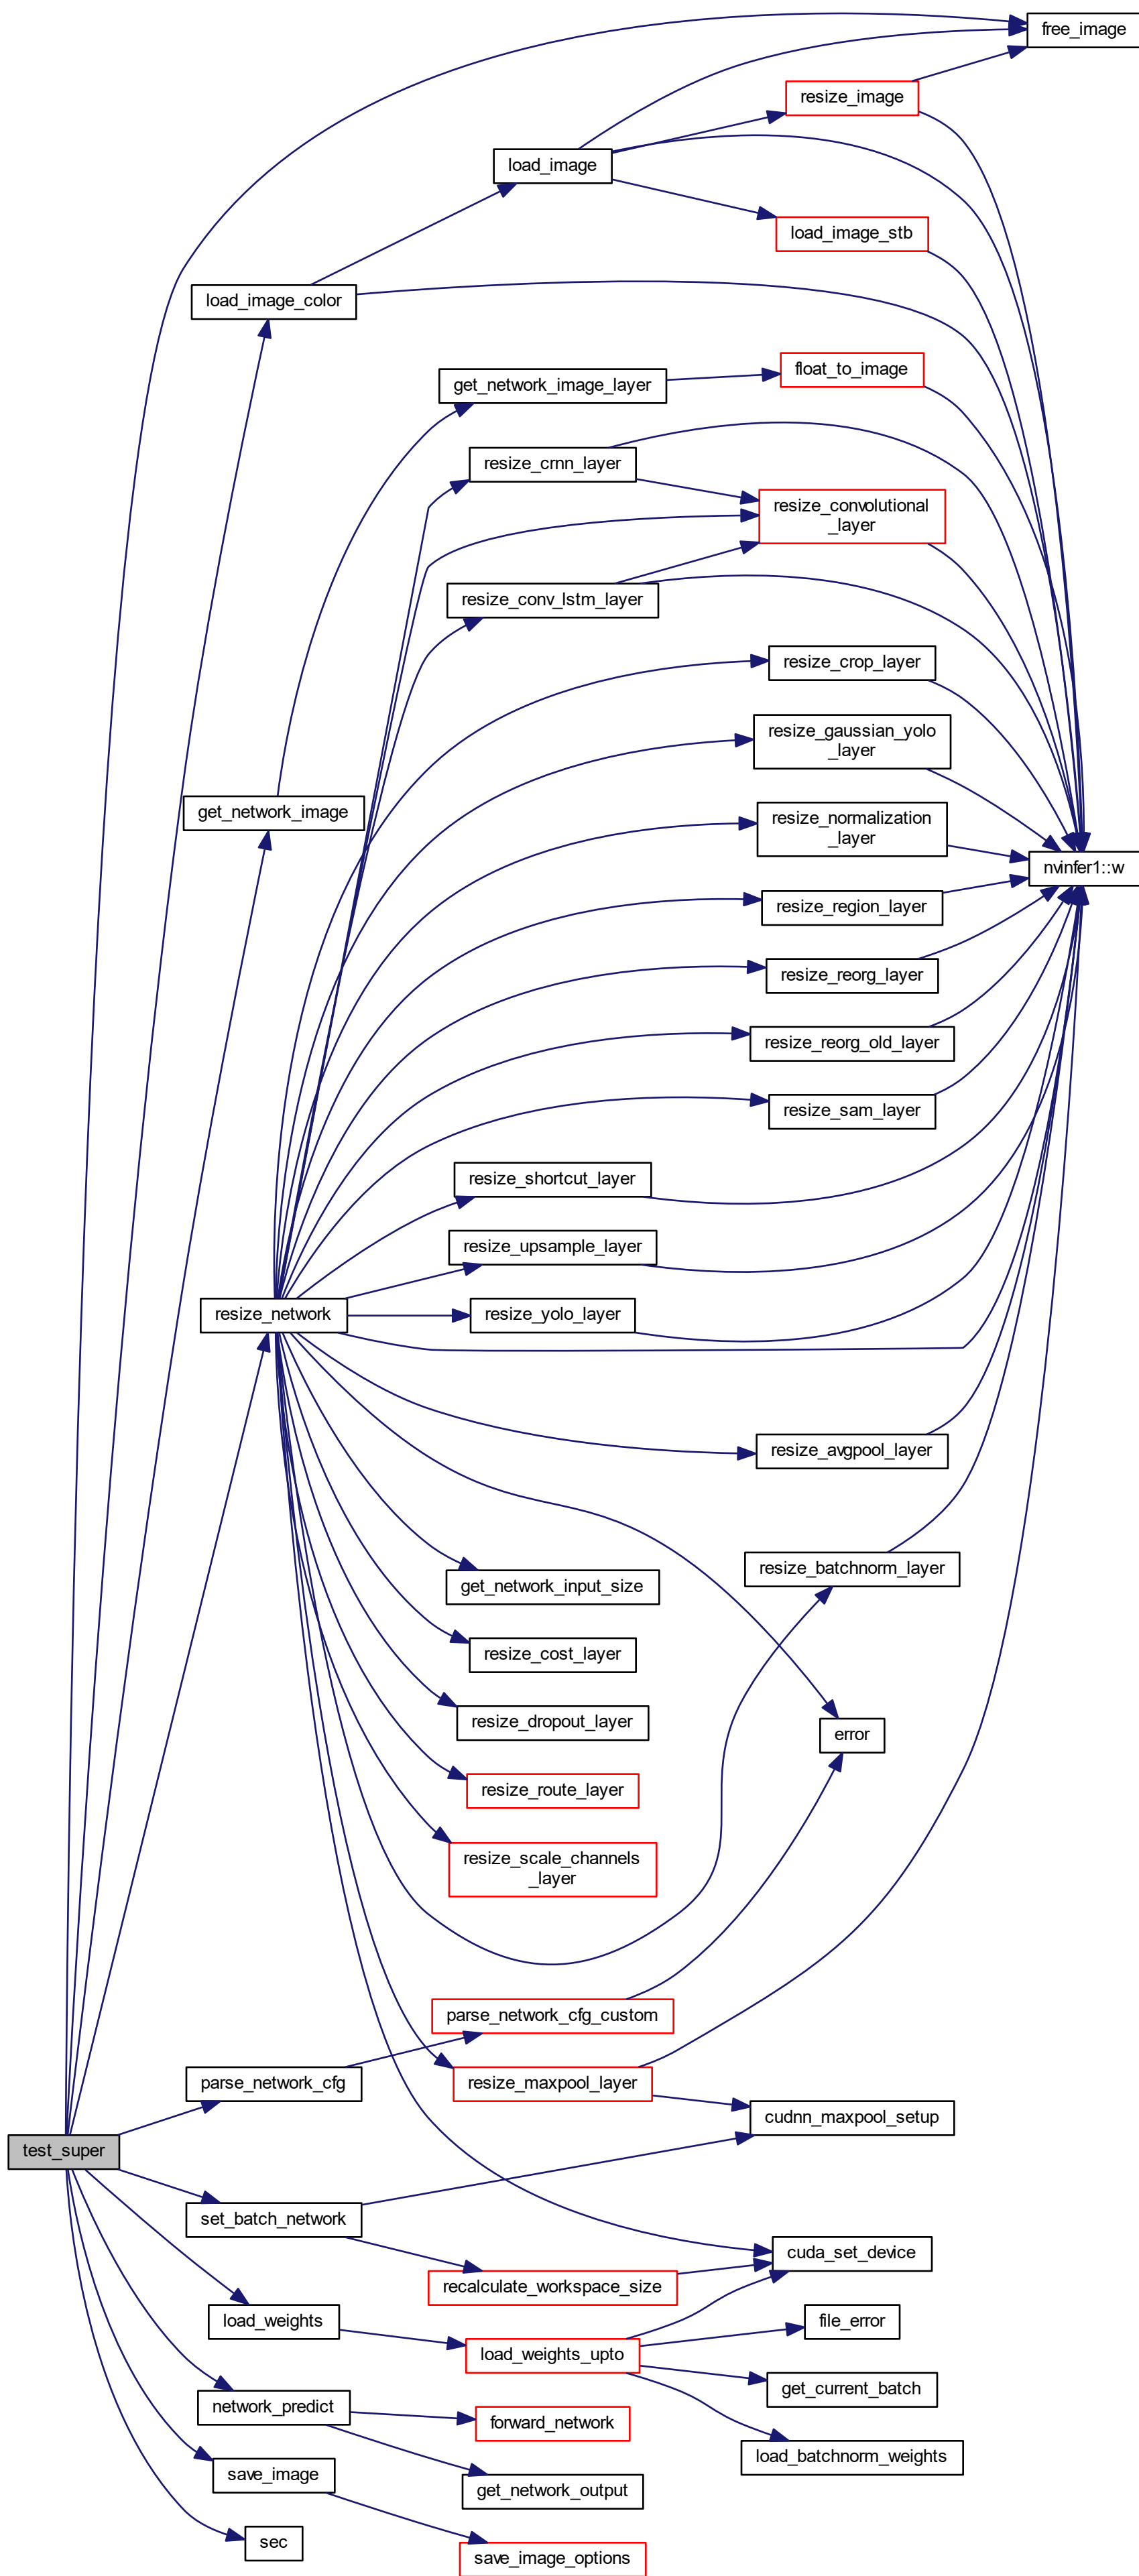 free_image
resize_image
load_image
load_image_stb
load_image_color
float_to_image
get_network_image_layer
resize_crnn_layer
resize_convolutional
_layer
resize_conv_lstm_layer
resize_crop_layer
resize_gaussian_yolo
_layer
get_network_image
resize_normalization
_layer
nvinfer1::w
resize_region_layer
resize_reorg_layer
resize_reorg_old_layer
resize_sam_layer
resize_shortcut_layer
resize_upsample_layer
resize_network
resize_yolo_layer
resize_avgpool_layer
resize_batchnorm_layer
get_network_input_size
resize_cost_layer
resize_dropout_layer
error
resize_route_layer
resize_scale_channels
_layer
parse_network_cfg_custom
parse_network_cfg
resize_maxpool_layer
cudnn_maxpool_setup
test_super
set_batch_network
cuda_set_device
recalculate_workspace_size
load_weights
file_error
load_weights_upto
get_current_batch
network_predict
forward_network
load_batchnorm_weights
save_image
get_network_output
sec
save_image_options